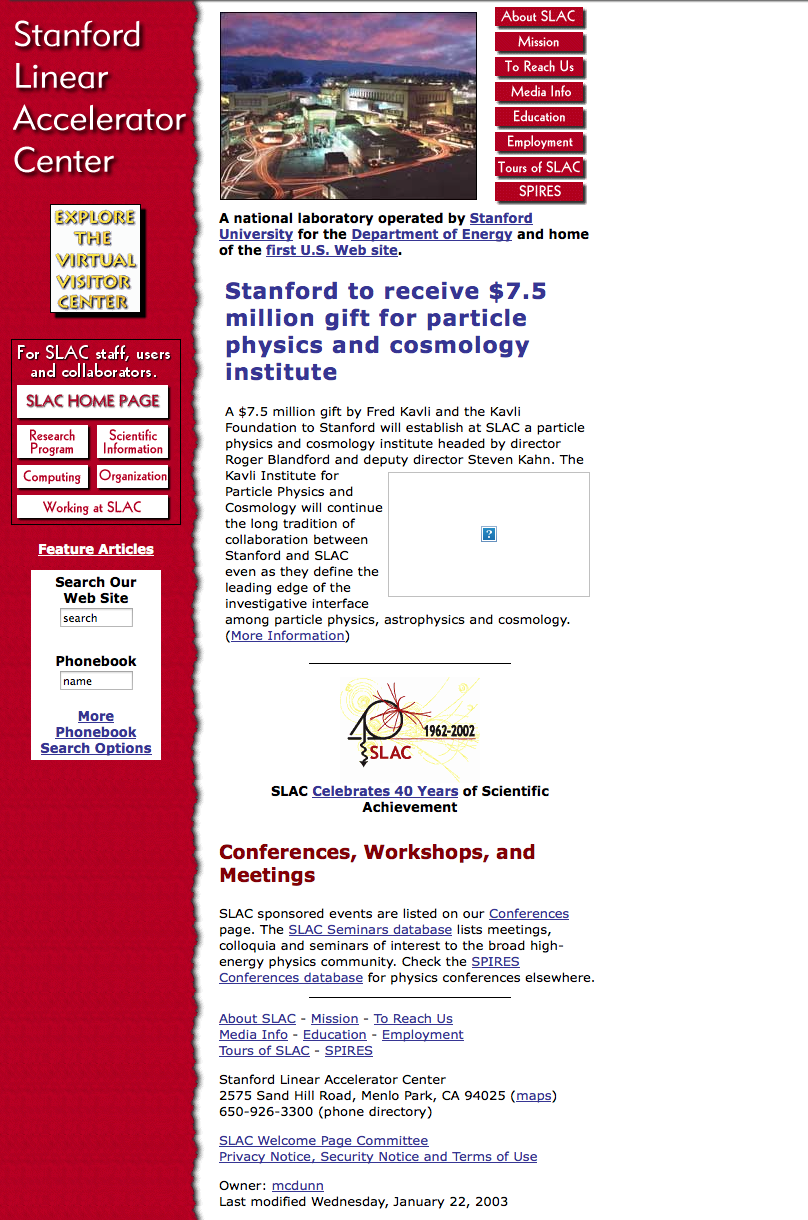 Stanford
Linear
Accelerator
Center
EXPLORE
THE
VIRTUAL
VISITOR
CENTER
For SLAC staff, users
and collaborators.
SLAC HOME PAGE
Research
Program
Scientific
Information
Computing
Organization
Working at SLAC
Feature Articles
Search Our
Web Site
search
Phonebook
name
More
Phonebook
Search Options
About SLAC
Mission
To Reach Us
Media Info
Education
Employment
Tours of SLAC
SPIRES
A national laboratory operated by Stanford
University for the Department of Energy and home
of the first U.S. Web site.
Stanford to receive $7.5
million gift for particle
physics and cosmology
institute
A $7.5 million gift by Fred Kavli and the Kavli
Foundation to Stanford will establish at SLAC a particle
physics and cosmology institute headed by director
Roger Blandford and deputy director Steven Kahn. The
Kavli Institute for
Particle Physics and
Cosmology will continue
the long tradition of
collaboration between
Stanford and SLAC
even as they define the
leading edge of the
investigative interface
among particle physics, astrophysics and cosmology.
(More Information)
?
1962-2002
SLAC
SLAC Celebrates 40 Years of Scientific
Achievement
Conferences, Workshops, and
Meetings
SLAC sponsored events are listed on our Conferences
page. The SLAC Seminars database lists meetings,
colloquia and seminars of interest to the broad high-
energy physics community. Check the SPIRES
Conferences database for physics conferences elsewhere.
About SLAC - Mission - To Reach Us
Media Info - Education - Employment
Tours of SLAC - SPIRES
Stanford Linear Accelerator Center
2575 Sand Hill Road, Menlo Park, CA 94025 (maps)
650-926-3300 (phone directory)
SLAC Welcome Page Committee
Privacy Notice, Security Notice and Terms of Use
Owner: mcdunn
Last modified Wednesday, January 22, 2003